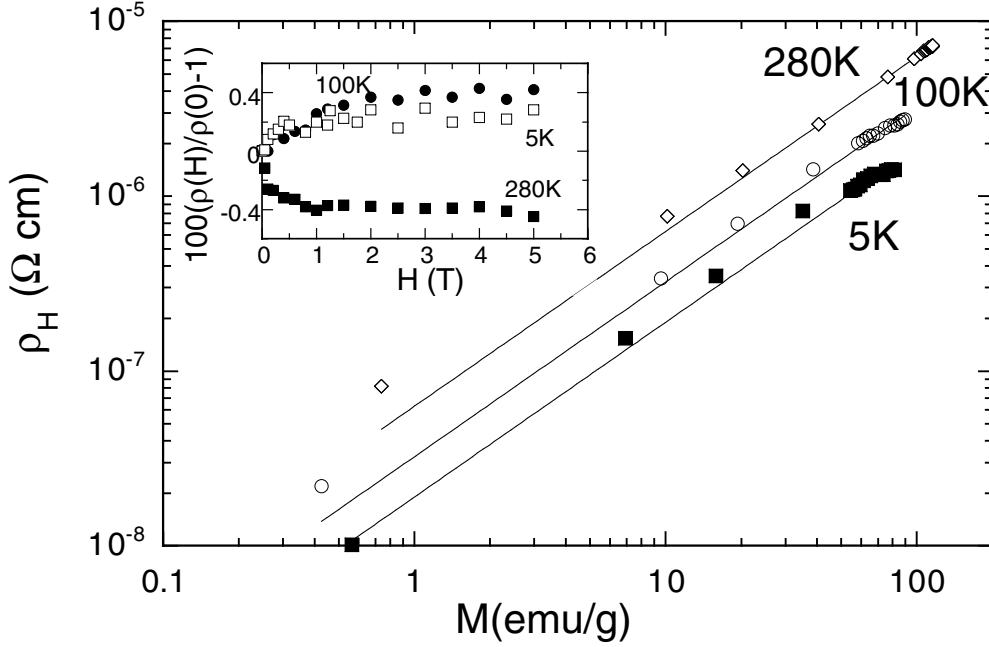 10⁻⁵
10⁻⁶
10⁻⁷
10⁻⁸
ρ_H (Ω cm)
0.1
1
10
100
M(emu/g)
280K
100K
5K
100(ρ(H)/ρ(0)-1)
0.4
0
-0.4
100K
5K
280K
0
1
2
3
4
5
6
H (T)